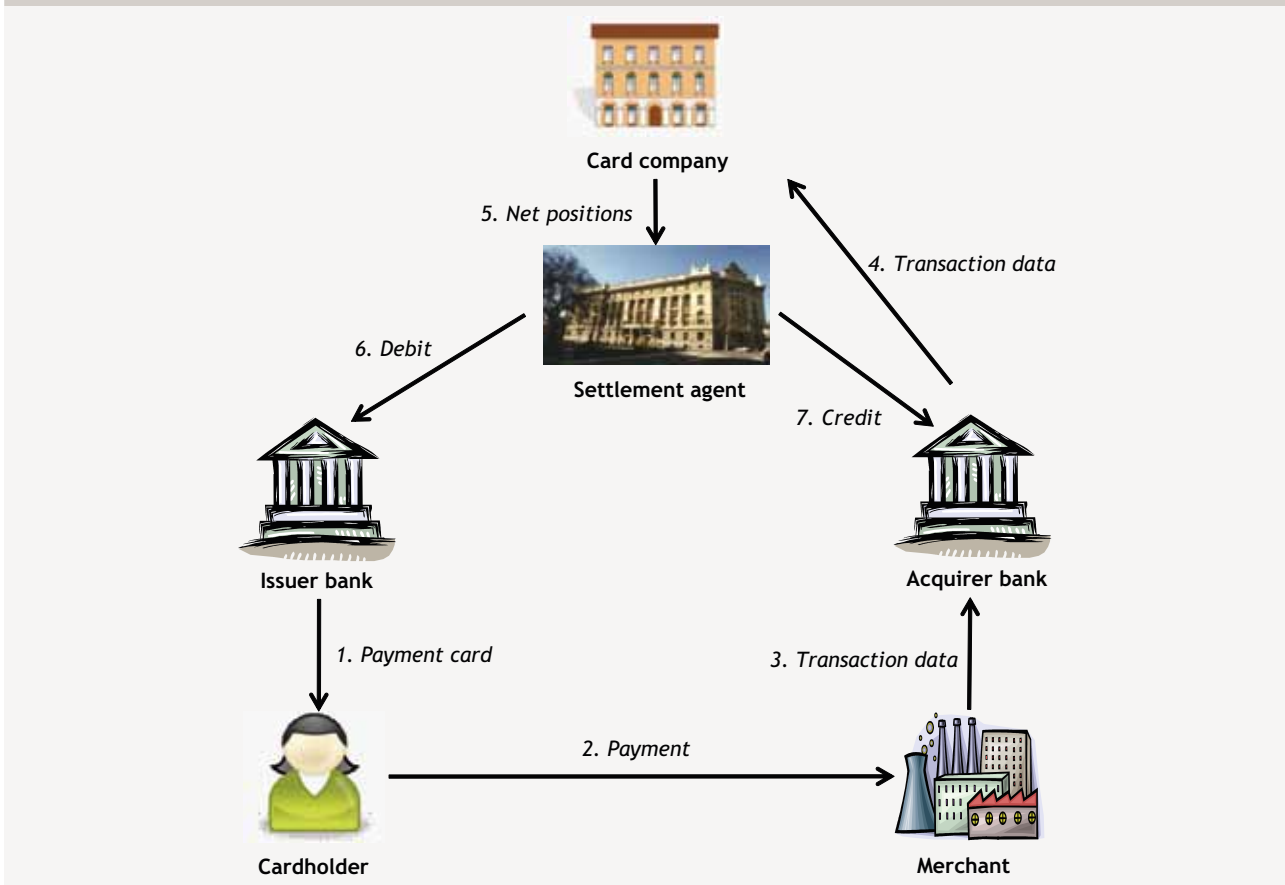 Card company
5. Net positions
4. Transaction data
6. Debit
Settlement agent
7. Credit
Issuer bank
Acquirer bank
1. Payment card
3. Transaction data
2. Payment
Cardholder
Merchant